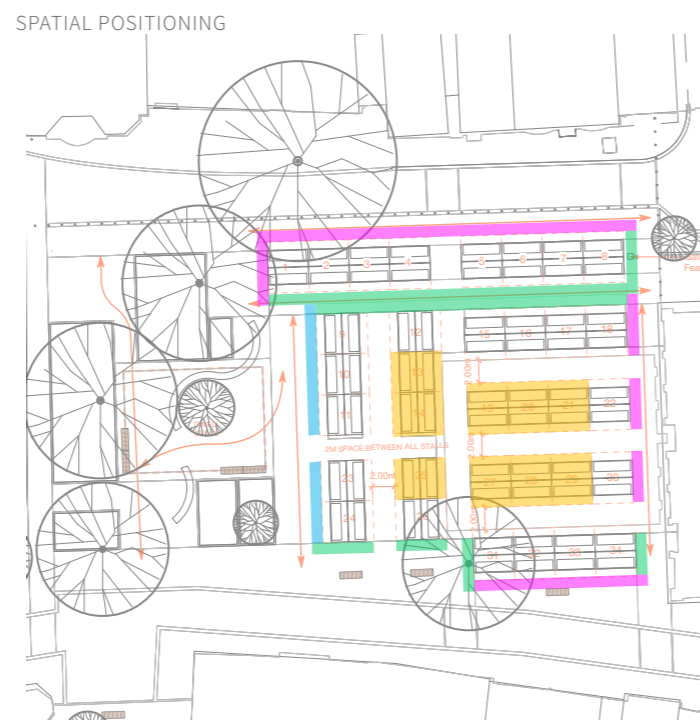 SPATIAL POSITIONING
1 2 3 4 5 6 7 8
Fea
9 12 15 16 17 18
10 13
2.00m
11 14 19 20 21 22
2M SPACE BETWEEN ALL STALLS
2.00m
23 2.00m 25 27 28 29 30
24 2.00m
31 32 33 34